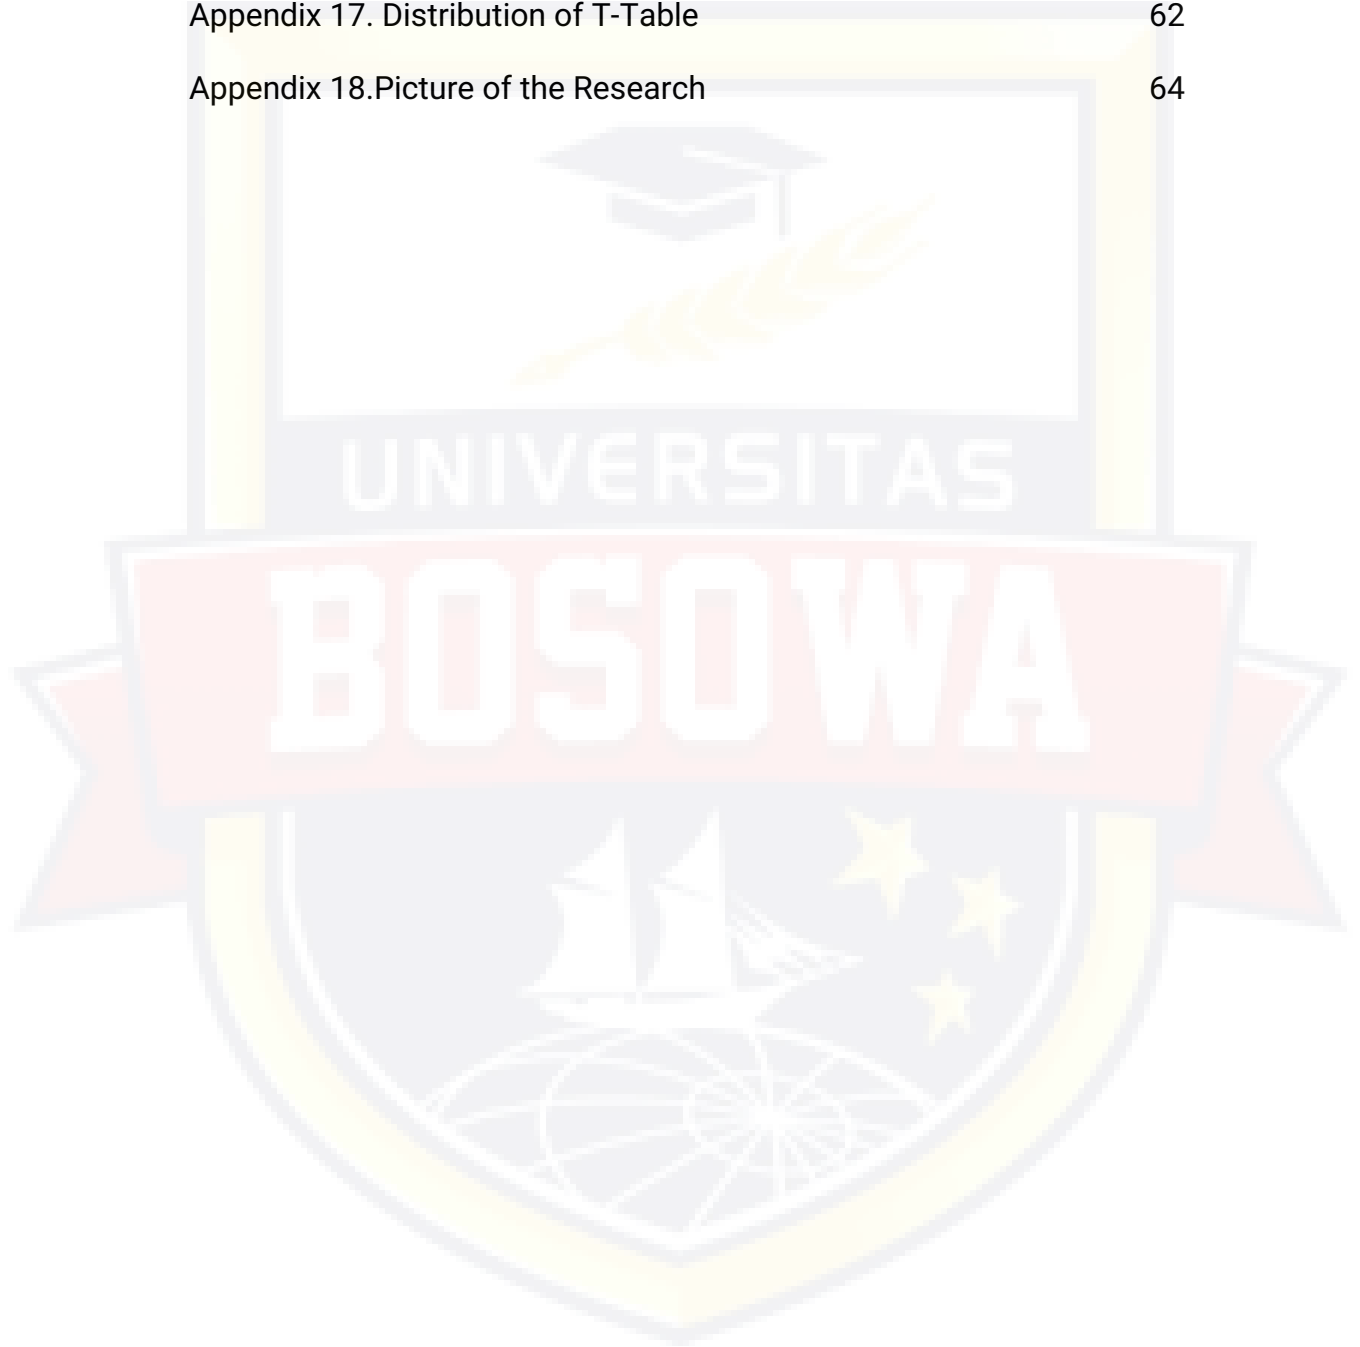 Appendix 17. Distribution of T-Table 62
Appendix 18.Picture of the Research 64
UNIVERSITAS
BOSOWA